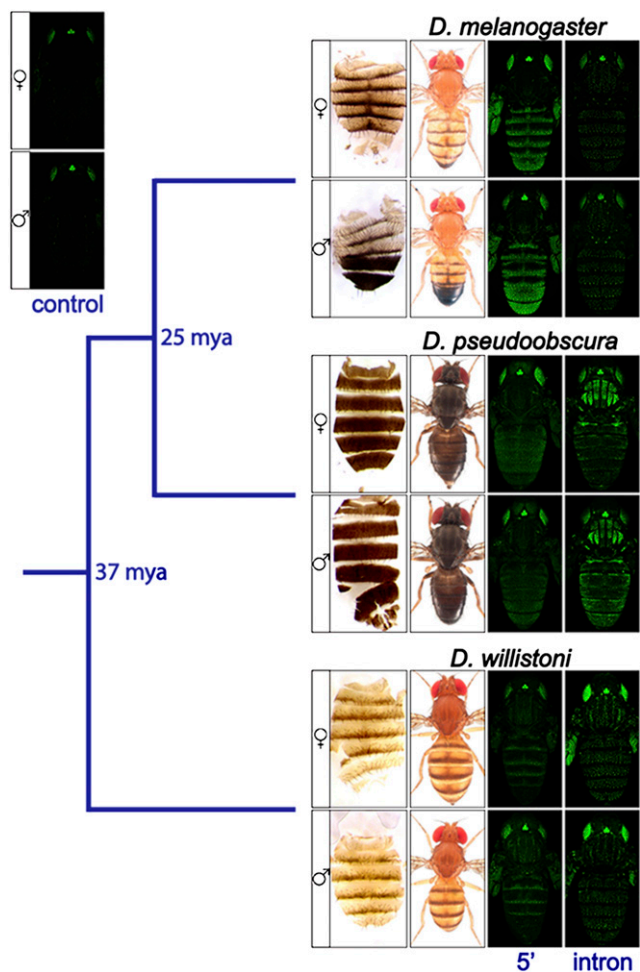 ♀
♂
control
D. melanogaster
♀
♂
25 mya
D. pseudoobscura
♀
♂
37 mya
D. willistoni
♀
♂
5' intron